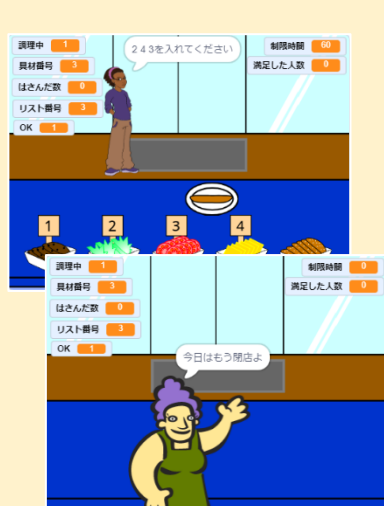 調理中 1
具材番号 3
はさんだ数 0
リスト番号 3
OK 1
２４３を入れてください
制限時間 60
満足した人数 0
1 2 3 4
調理中 1
具材番号 3
はさんだ数 0
リスト番号 3
OK 1
制限時間 0
満足した人数 0
今日はもう閉店よ